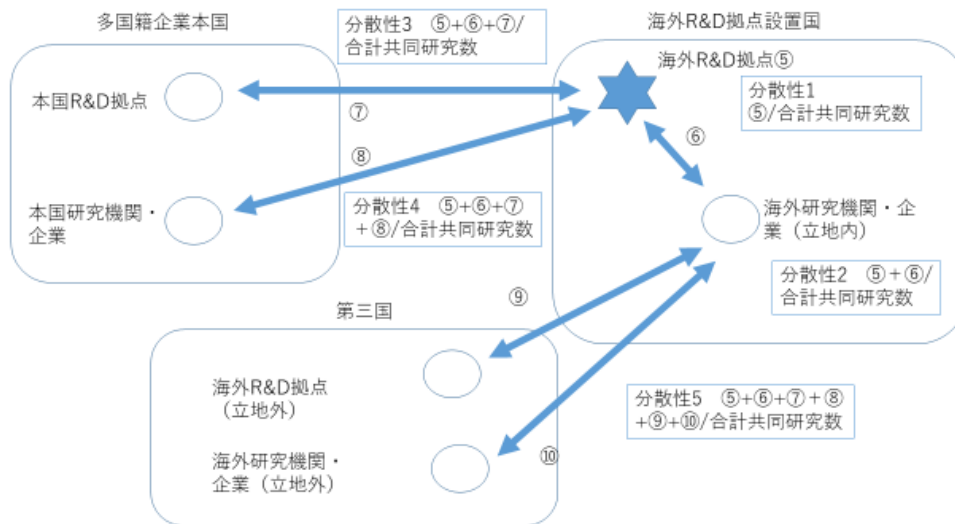 多国籍企業本国
分散性3　⑤+⑥+⑦/
合計共同研究数
海外R&D拠点設置国
本国R&D拠点
⑦
海外R&D拠点⑤
分散性1
⑤/合計共同研究数
⑥
⑧
本国研究機関・
企業
分散性4　⑤+⑥+⑦
+⑧/合計共同研究数
海外研究機関・企
業（立地内）
分散性2　⑤+⑥/
合計共同研究数
⑨
第三国
海外R&D拠点
（立地外）
分散性5　⑤+⑥+⑦+⑧
+⑨+⑩/合計共同研究数
海外研究機関・
企業（立地外）
⑩